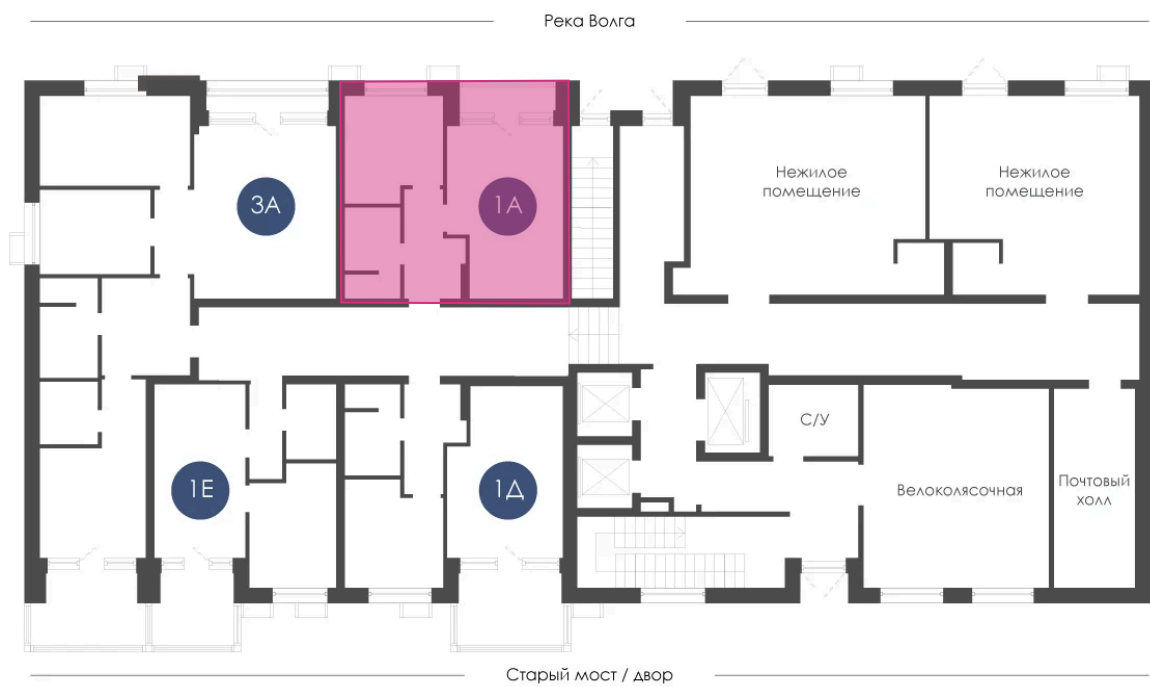 Река Волга
Нежилое
помещение
Нежилое
помещение
3А
1А
С/У
1Е
1Д
Велоколясочная
Почтовый
холл
Старый мост / двор